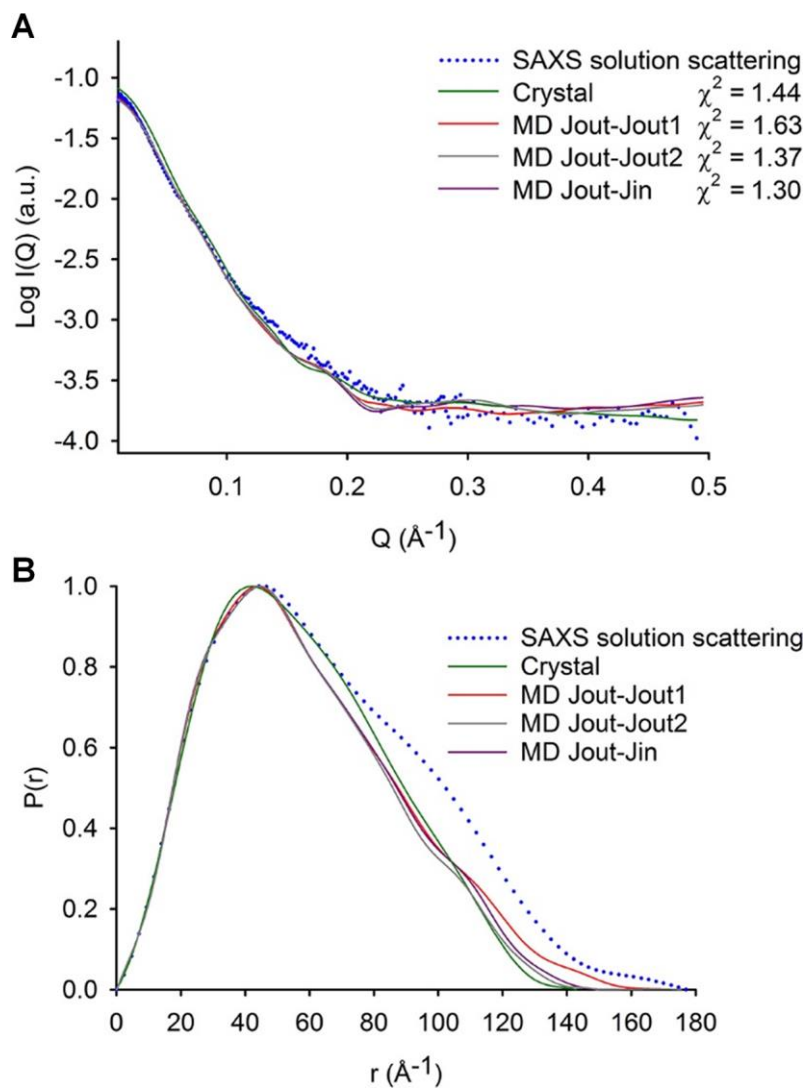 A
SAXS solution scattering
Crystal χ² = 1.44
MD Jout-Jout1 χ² = 1.63
MD Jout-Jout2 χ² = 1.37
MD Jout-Jin χ² = 1.30
-1.0
-1.5
-2.0
-2.5
-3.0
-3.5
-4.0
Log I(Q) (a.u.)
0.1 0.2 0.3 0.4 0.5
Q (Å-1)
B
SAXS solution scattering
Crystal
MD Jout-Jout1
MD Jout-Jout2
MD Jout-Jin
1.0
0.8
0.6
0.4
0.2
0.0
P(r)
0 20 40 60 80 100 120 140 160 180
r (Å-1)